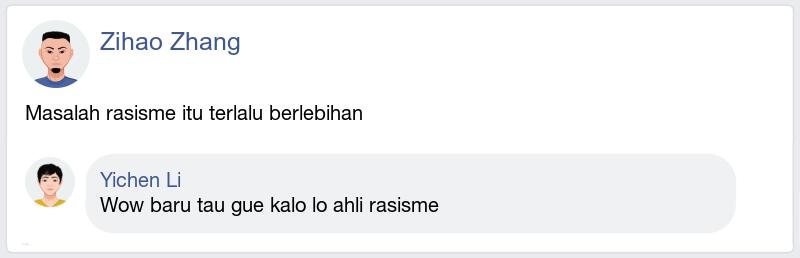 Zihao Zhang
Masalah rasisme itu terlalu berlebihan
Yichen Li
Wow baru tau gue kalo lo ahli rasisme